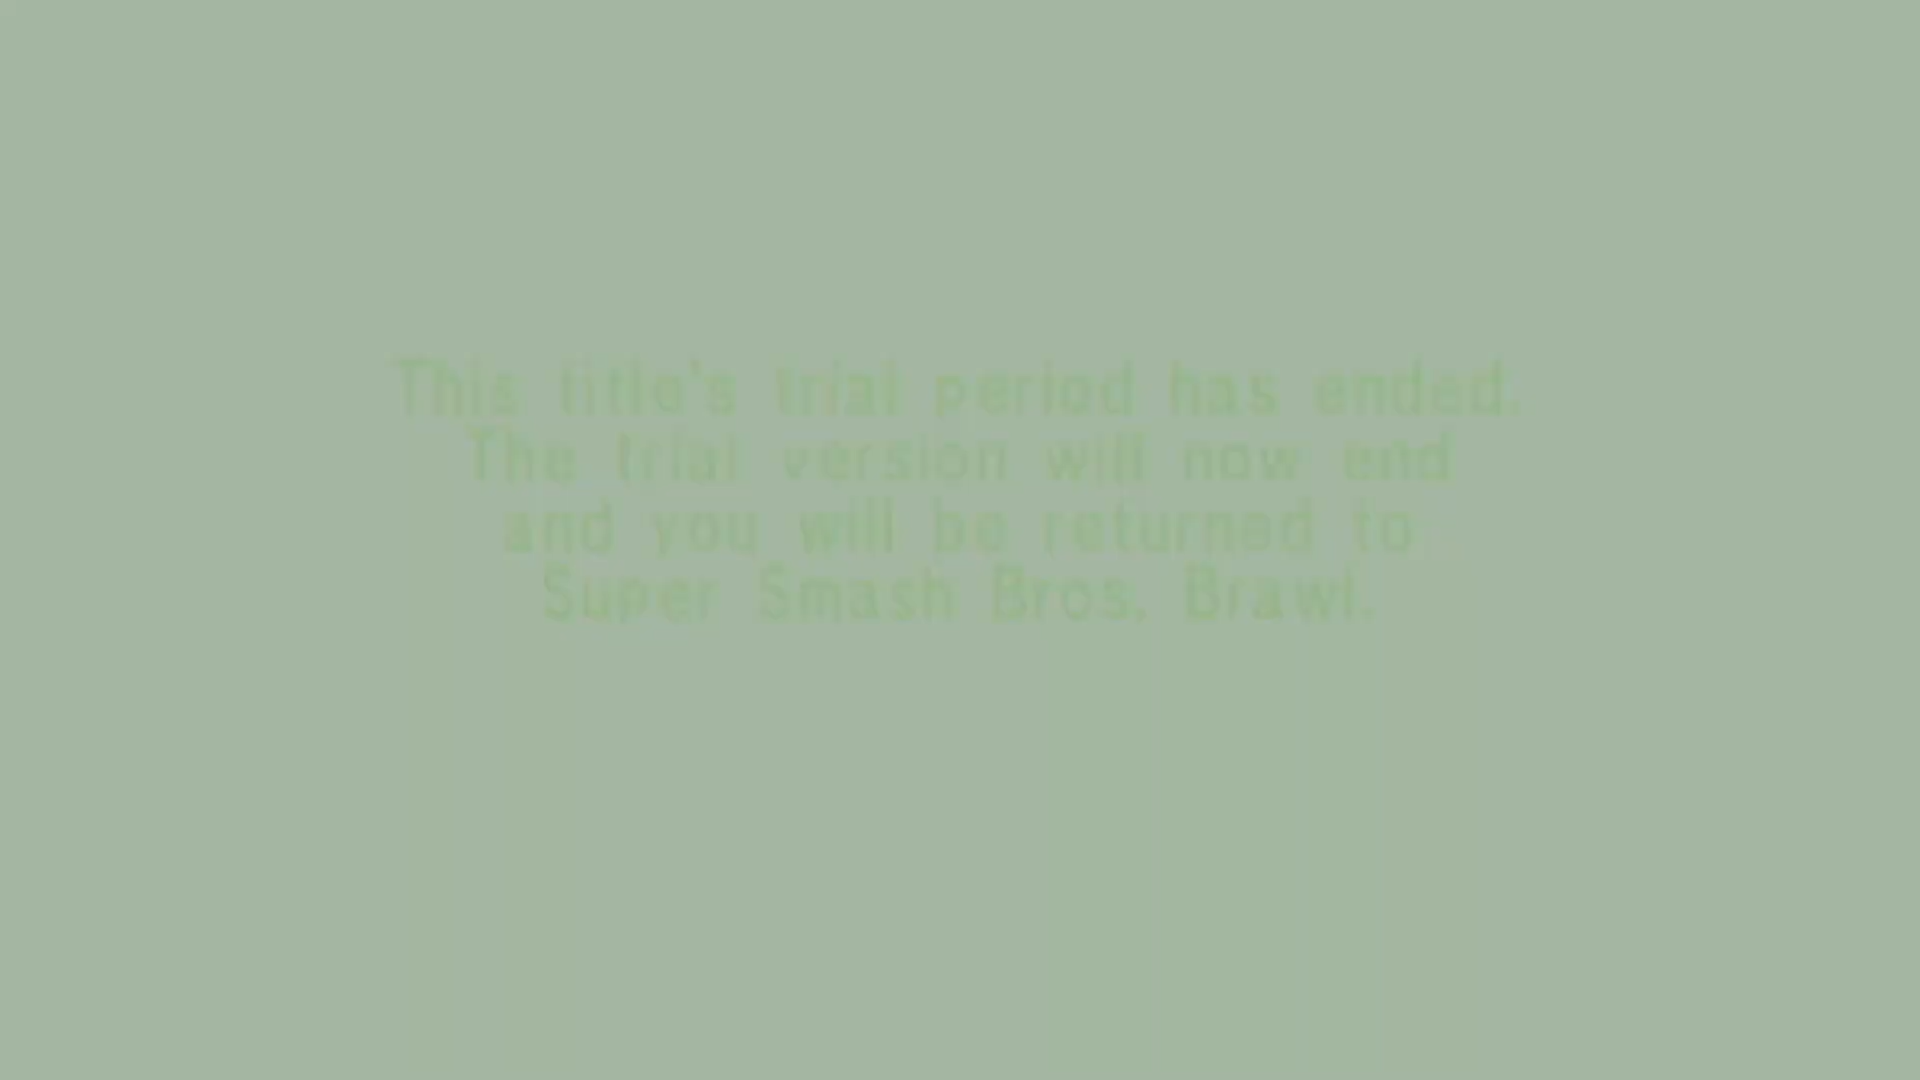 This title's trial period has ended.
The trial version will now end
and you will be returned to
Super Smash Bros. Brawl.